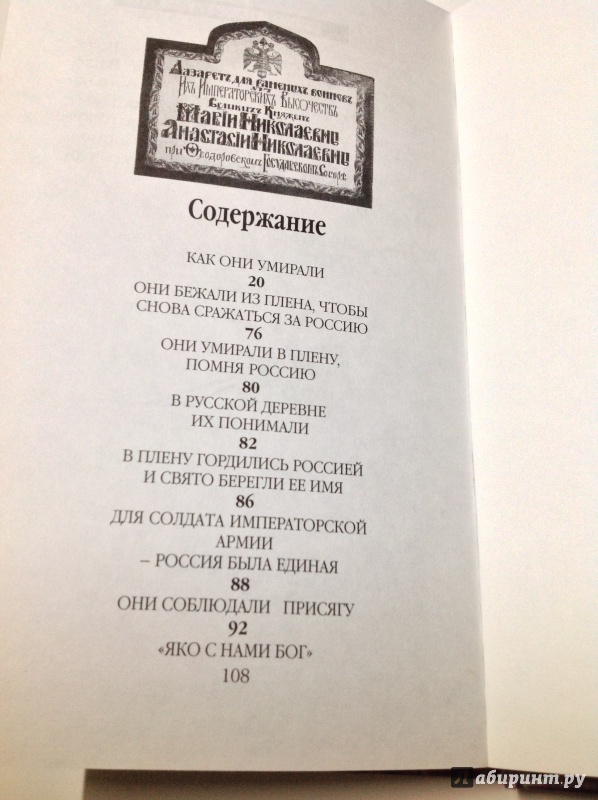 Лазаретъ для раненыхъ воиновъ
Ихъ Императорскихъ Высочествъ
Великихъ Княженъ
Маріи Николаевны
Анастасіи Николаевны
при Ѳеодоровскомъ Государевомъ Соборѣ
Содержание
КАК ОНИ УМИРАЛИ
20
ОНИ БЕЖАЛИ ИЗ ПЛЕНА, ЧТОБЫ
СНОВА СРАЖАТЬСЯ ЗА РОССИЮ
76
ОНИ УМИРАЛИ В ПЛЕНУ,
ПОМНЯ РОССИЮ
80
В РУССКОЙ ДЕРЕВНЕ
ИХ ПОНИМАЛИ
82
В ПЛЕНУ ГОРДИЛИСЬ РОССИЕЙ
И СВЯТО БЕРЕГЛИ ЕЕ ИМЯ
86
ДЛЯ СОЛДАТА ИМПЕРАТОРСКОЙ
АРМИИ
– РОССИЯ БЫЛА ЕДИНАЯ
88
ОНИ СОБЛЮДАЛИ ПРИСЯГУ
92
«ЯКО С НАМИ БОГ»
108
Лабиринт.ру